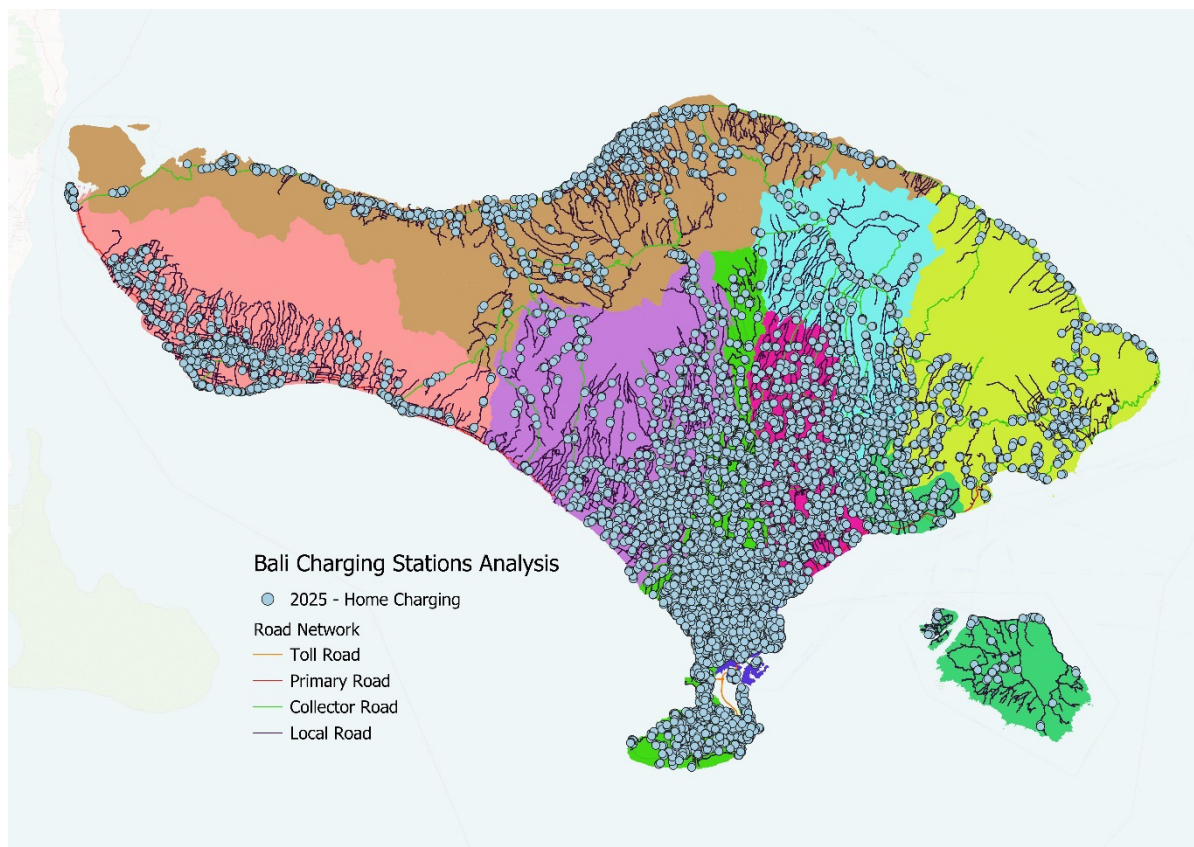 Bali Charging Stations Analysis
2025 - Home Charging
Road Network
Toll Road
Primary Road
Collector Road
Local Road